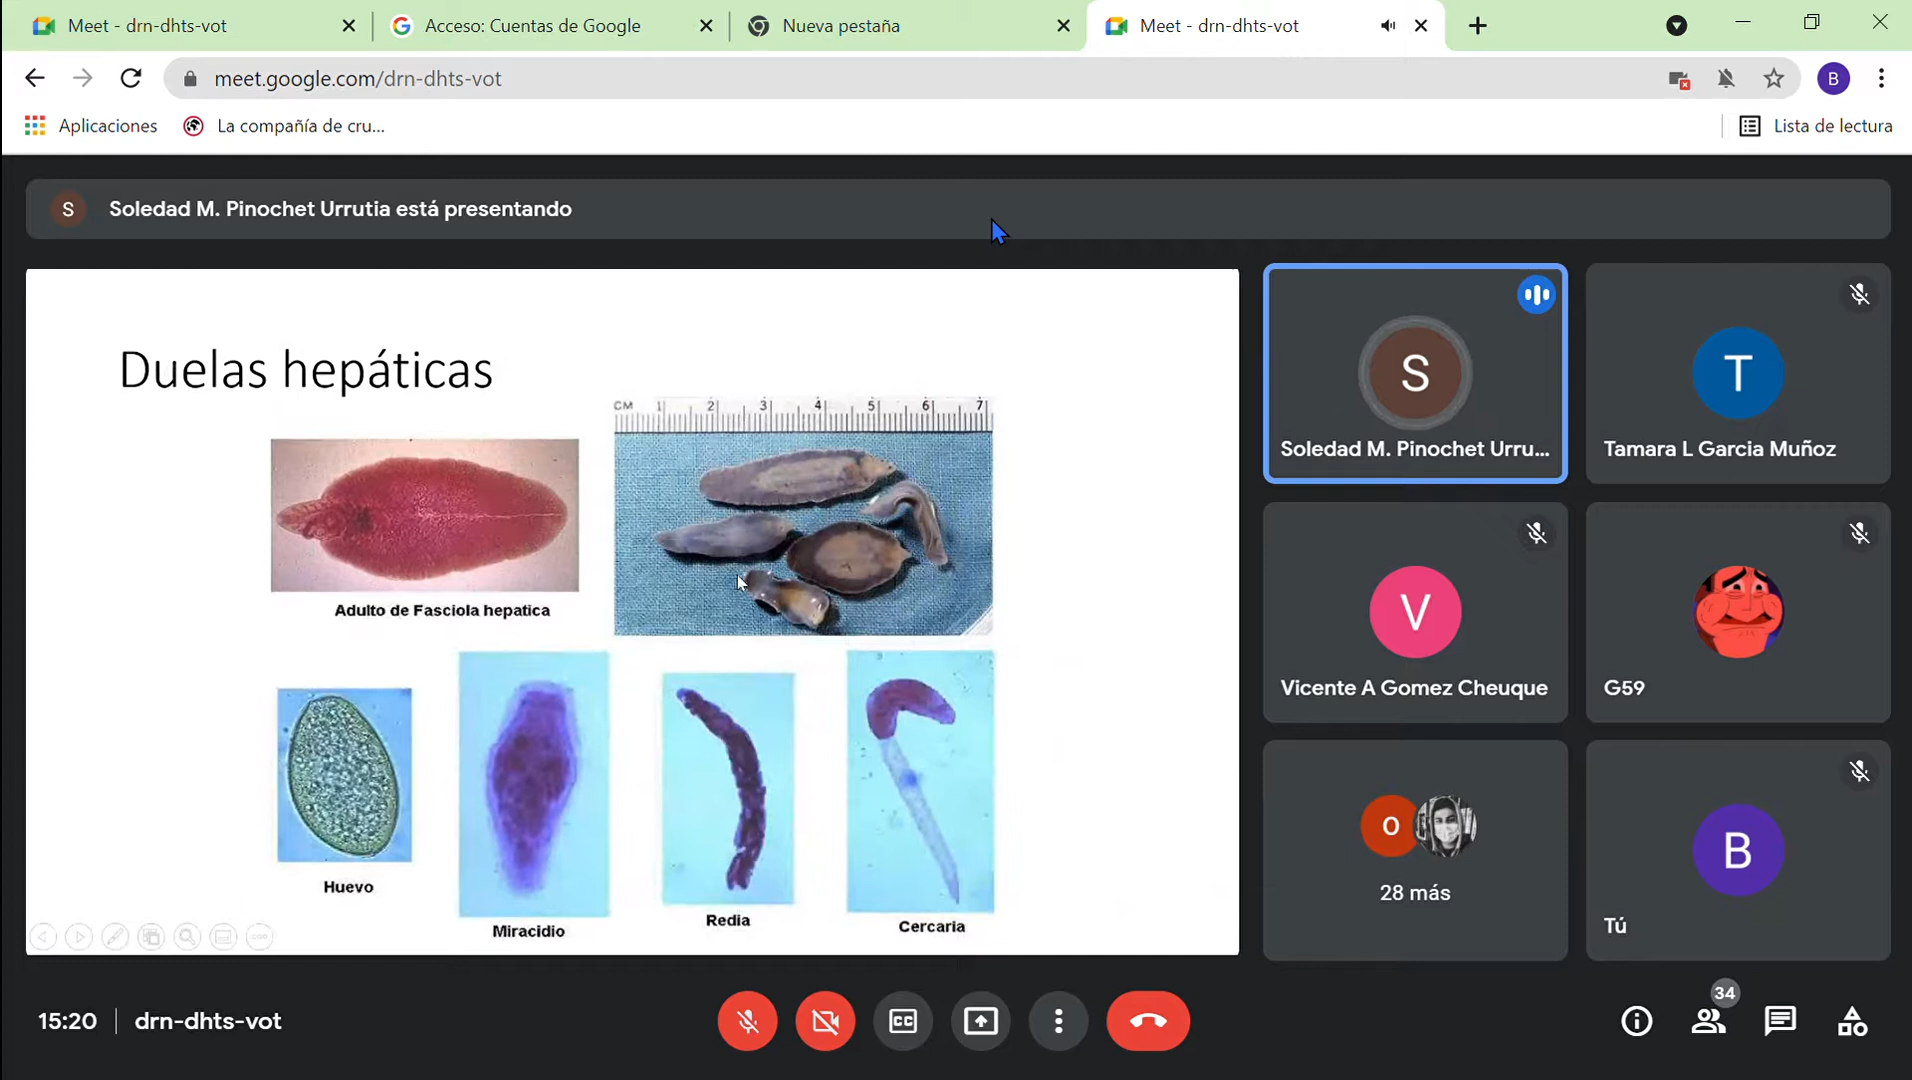 Meet - drn-dhts-vot
Acceso: Cuentas de Google
Nueva pestaña
Meet - drn-dhts-vot
meet.google.com/drn-dhts-vot
B
Aplicaciones
La compañía de cru...
Lista de lectura
S
Soledad M. Pinochet Urrutia está presentando
Duelas hepáticas
CM 1 2 3 4 5 6 7
Adulto de Fasciola hepatica
Huevo
Miracidio
Redia
Cercaria
S
Soledad M. Pinochet Urru...
T
Tamara L Garcia Muñoz
V
Vicente A Gomez Cheuque
G59
O
28 más
B
Tú
15:20
drn-dhts-vot
CC
34